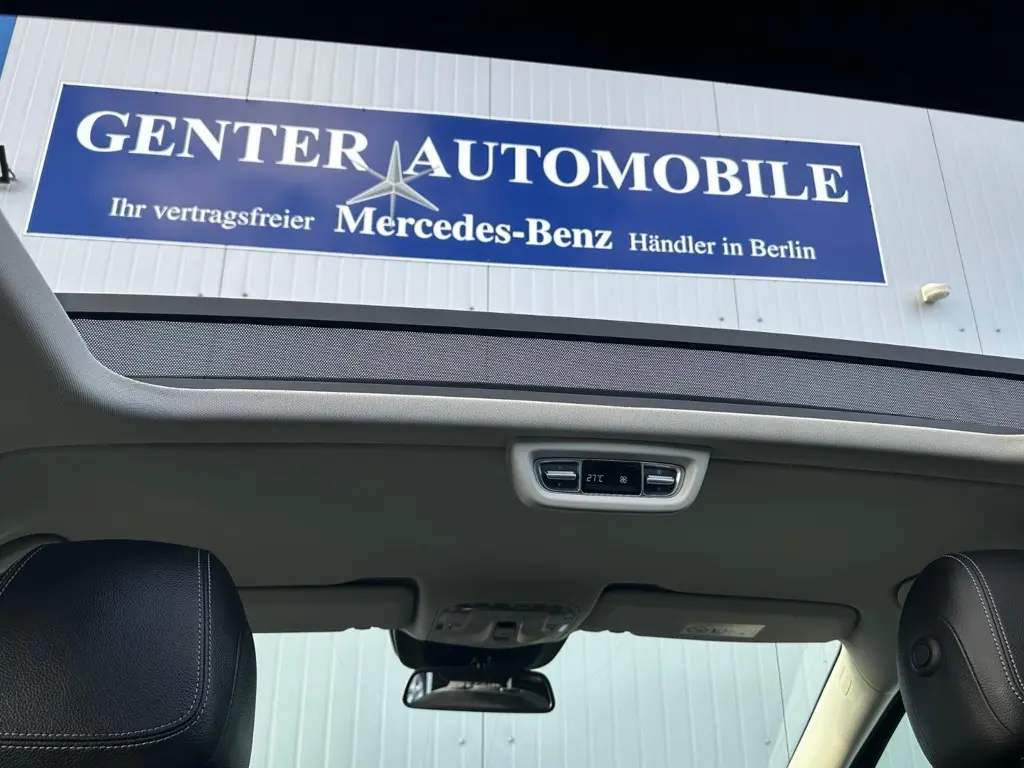 GENTER AUTOMOBILE
Ihr vertragsfreier Mercedes-Benz Händler in Berlin
27°C